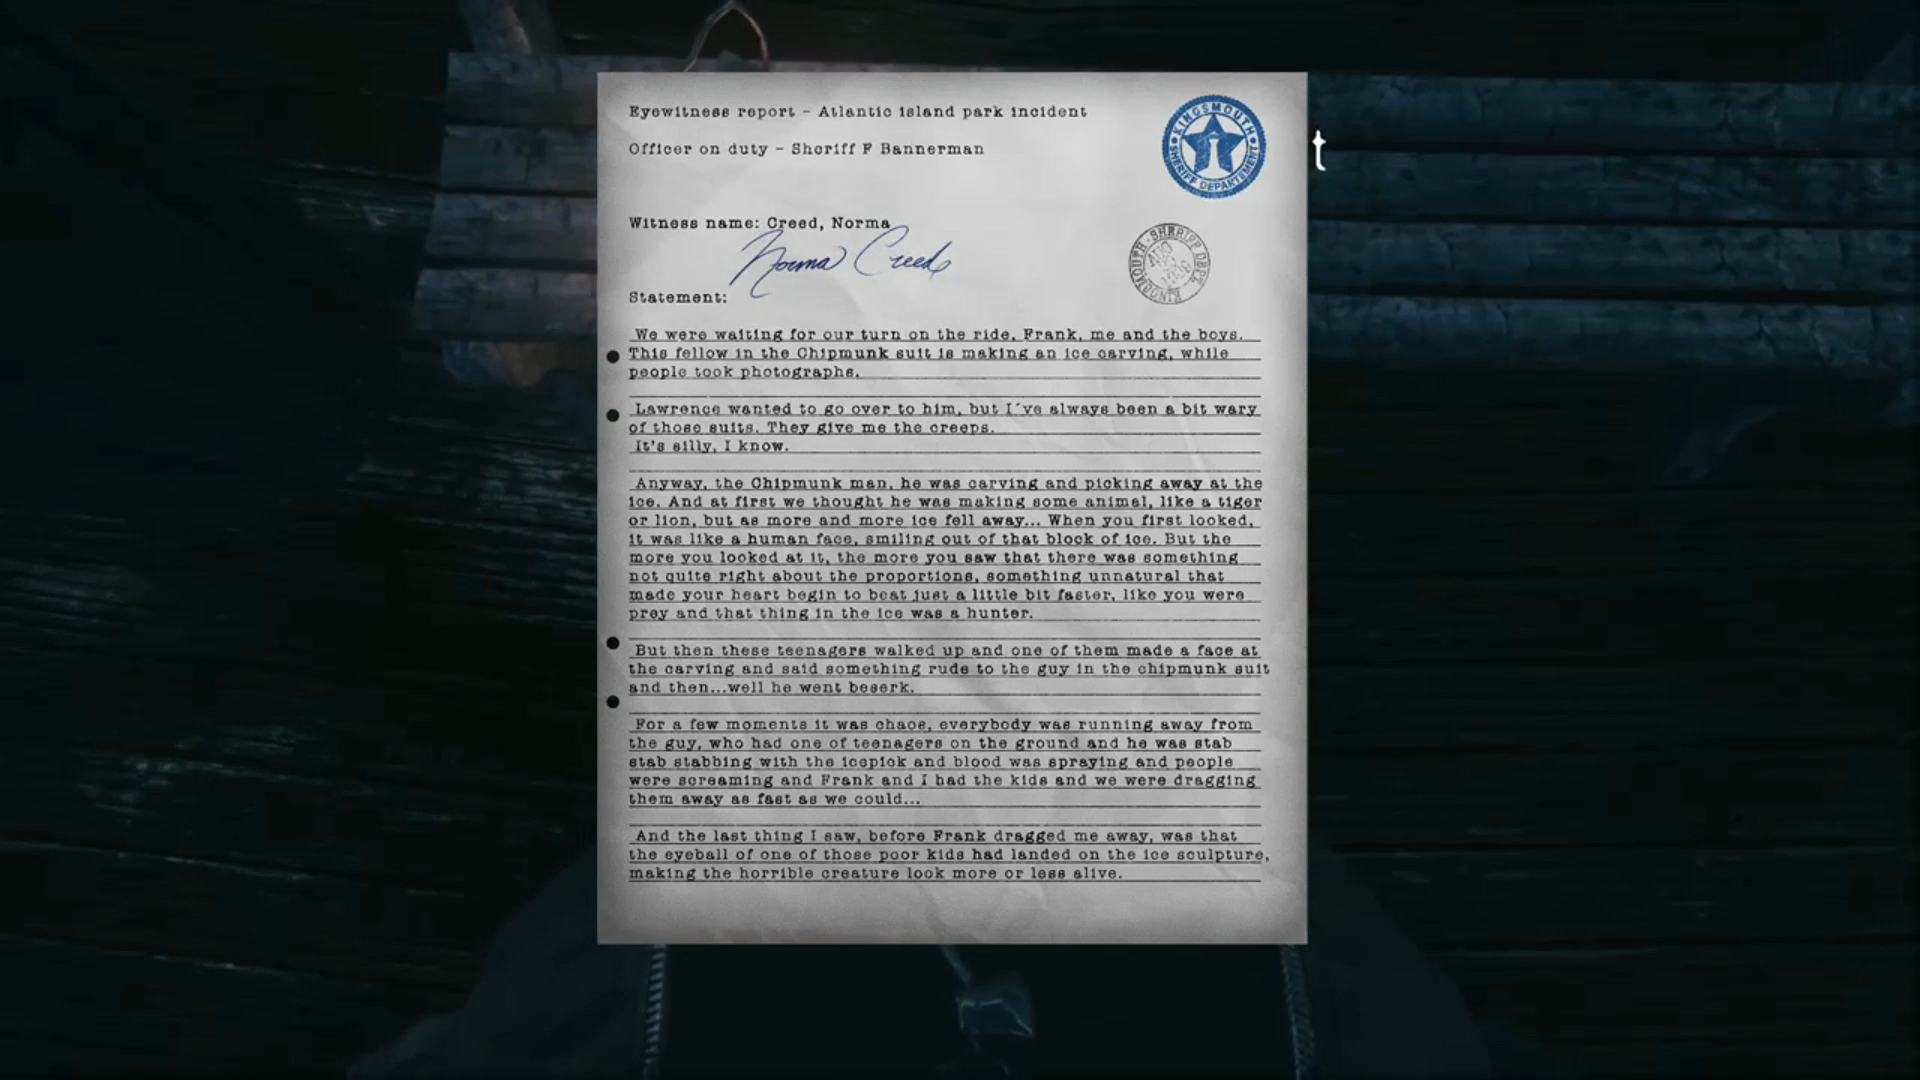 Eyewitness report - Atlantic island park incident
KINGSMOUTH
SHERIFF DEPARTEMENT
Officer on duty - Sheriff F Bannerman
t
Witness name: Creed, Norma
Norma Creed
KINGSMOUTH - SHERIFF DEPT.
AUG
Statement:
We were waiting for our turn on the ride, Frank, me and the boys.
This fellow in the Chipmunk suit is making an ice carving, while
people took photographs.
Lawrence wanted to go over to him, but I´ve always been a bit wary
of those suits. They give me the creeps.
It's silly, I know.
Anyway, the Chipmunk man, he was carving and picking away at the
ice. And at first we thought he was making some animal, like a tiger
or lion, but as more and more ice fell away... When you first looked,
it was like a human face, smiling out of that block of ice. But the
more you looked at it, the more you saw that there was something
not quite right about the proportions, something unnatural that
made your heart begin to beat just a little bit faster, like you were
prey and that thing in the ice was a hunter.
But then these teenagers walked up and one of them made a face at
the carving and said something rude to the guy in the chipmunk suit
and then...well he went beserk.
For a few moments it was chaos, everybody was running away from
the guy, who had one of teenagers on the ground and he was stab
stab stabbing with the icepick and blood was spraying and people
were screaming and Frank and I had the kids and we were dragging
them away as fast as we could...
And the last thing I saw, before Frank dragged me away, was that
the eyeball of one of those poor kids had landed on the ice sculpture,
making the horrible creature look more or less alive.